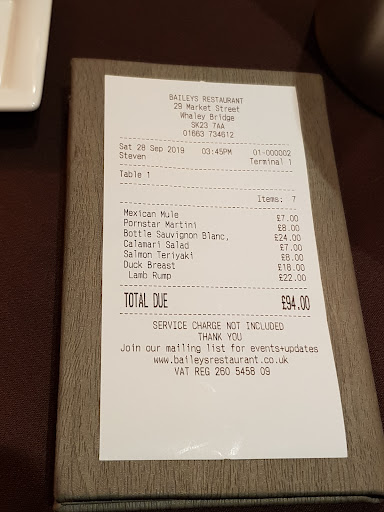 BAILEYS RESTAURANT
29 Market Street
Whaley Bridge
SK23 7AA
01663 734612
Sat 28 Sep 2019 03:45PM 01-000002
Steven Terminal 1
Table 1
Items: 7
Mexican Mule £7.00
Pornstar Martini £8.00
Bottle Sauvignon Blanc, £24.00
Calamari Salad £7.00
Salmon Teriyaki £8.00
Duck Breast £18.00
Lamb Rump £22.00
TOTAL DUE £94.00
SERVICE CHARGE NOT INCLUDED
THANK YOU
Join our mailing list for events+updates
www.baileysrestaurant.co.uk
VAT REG 260 5458 09